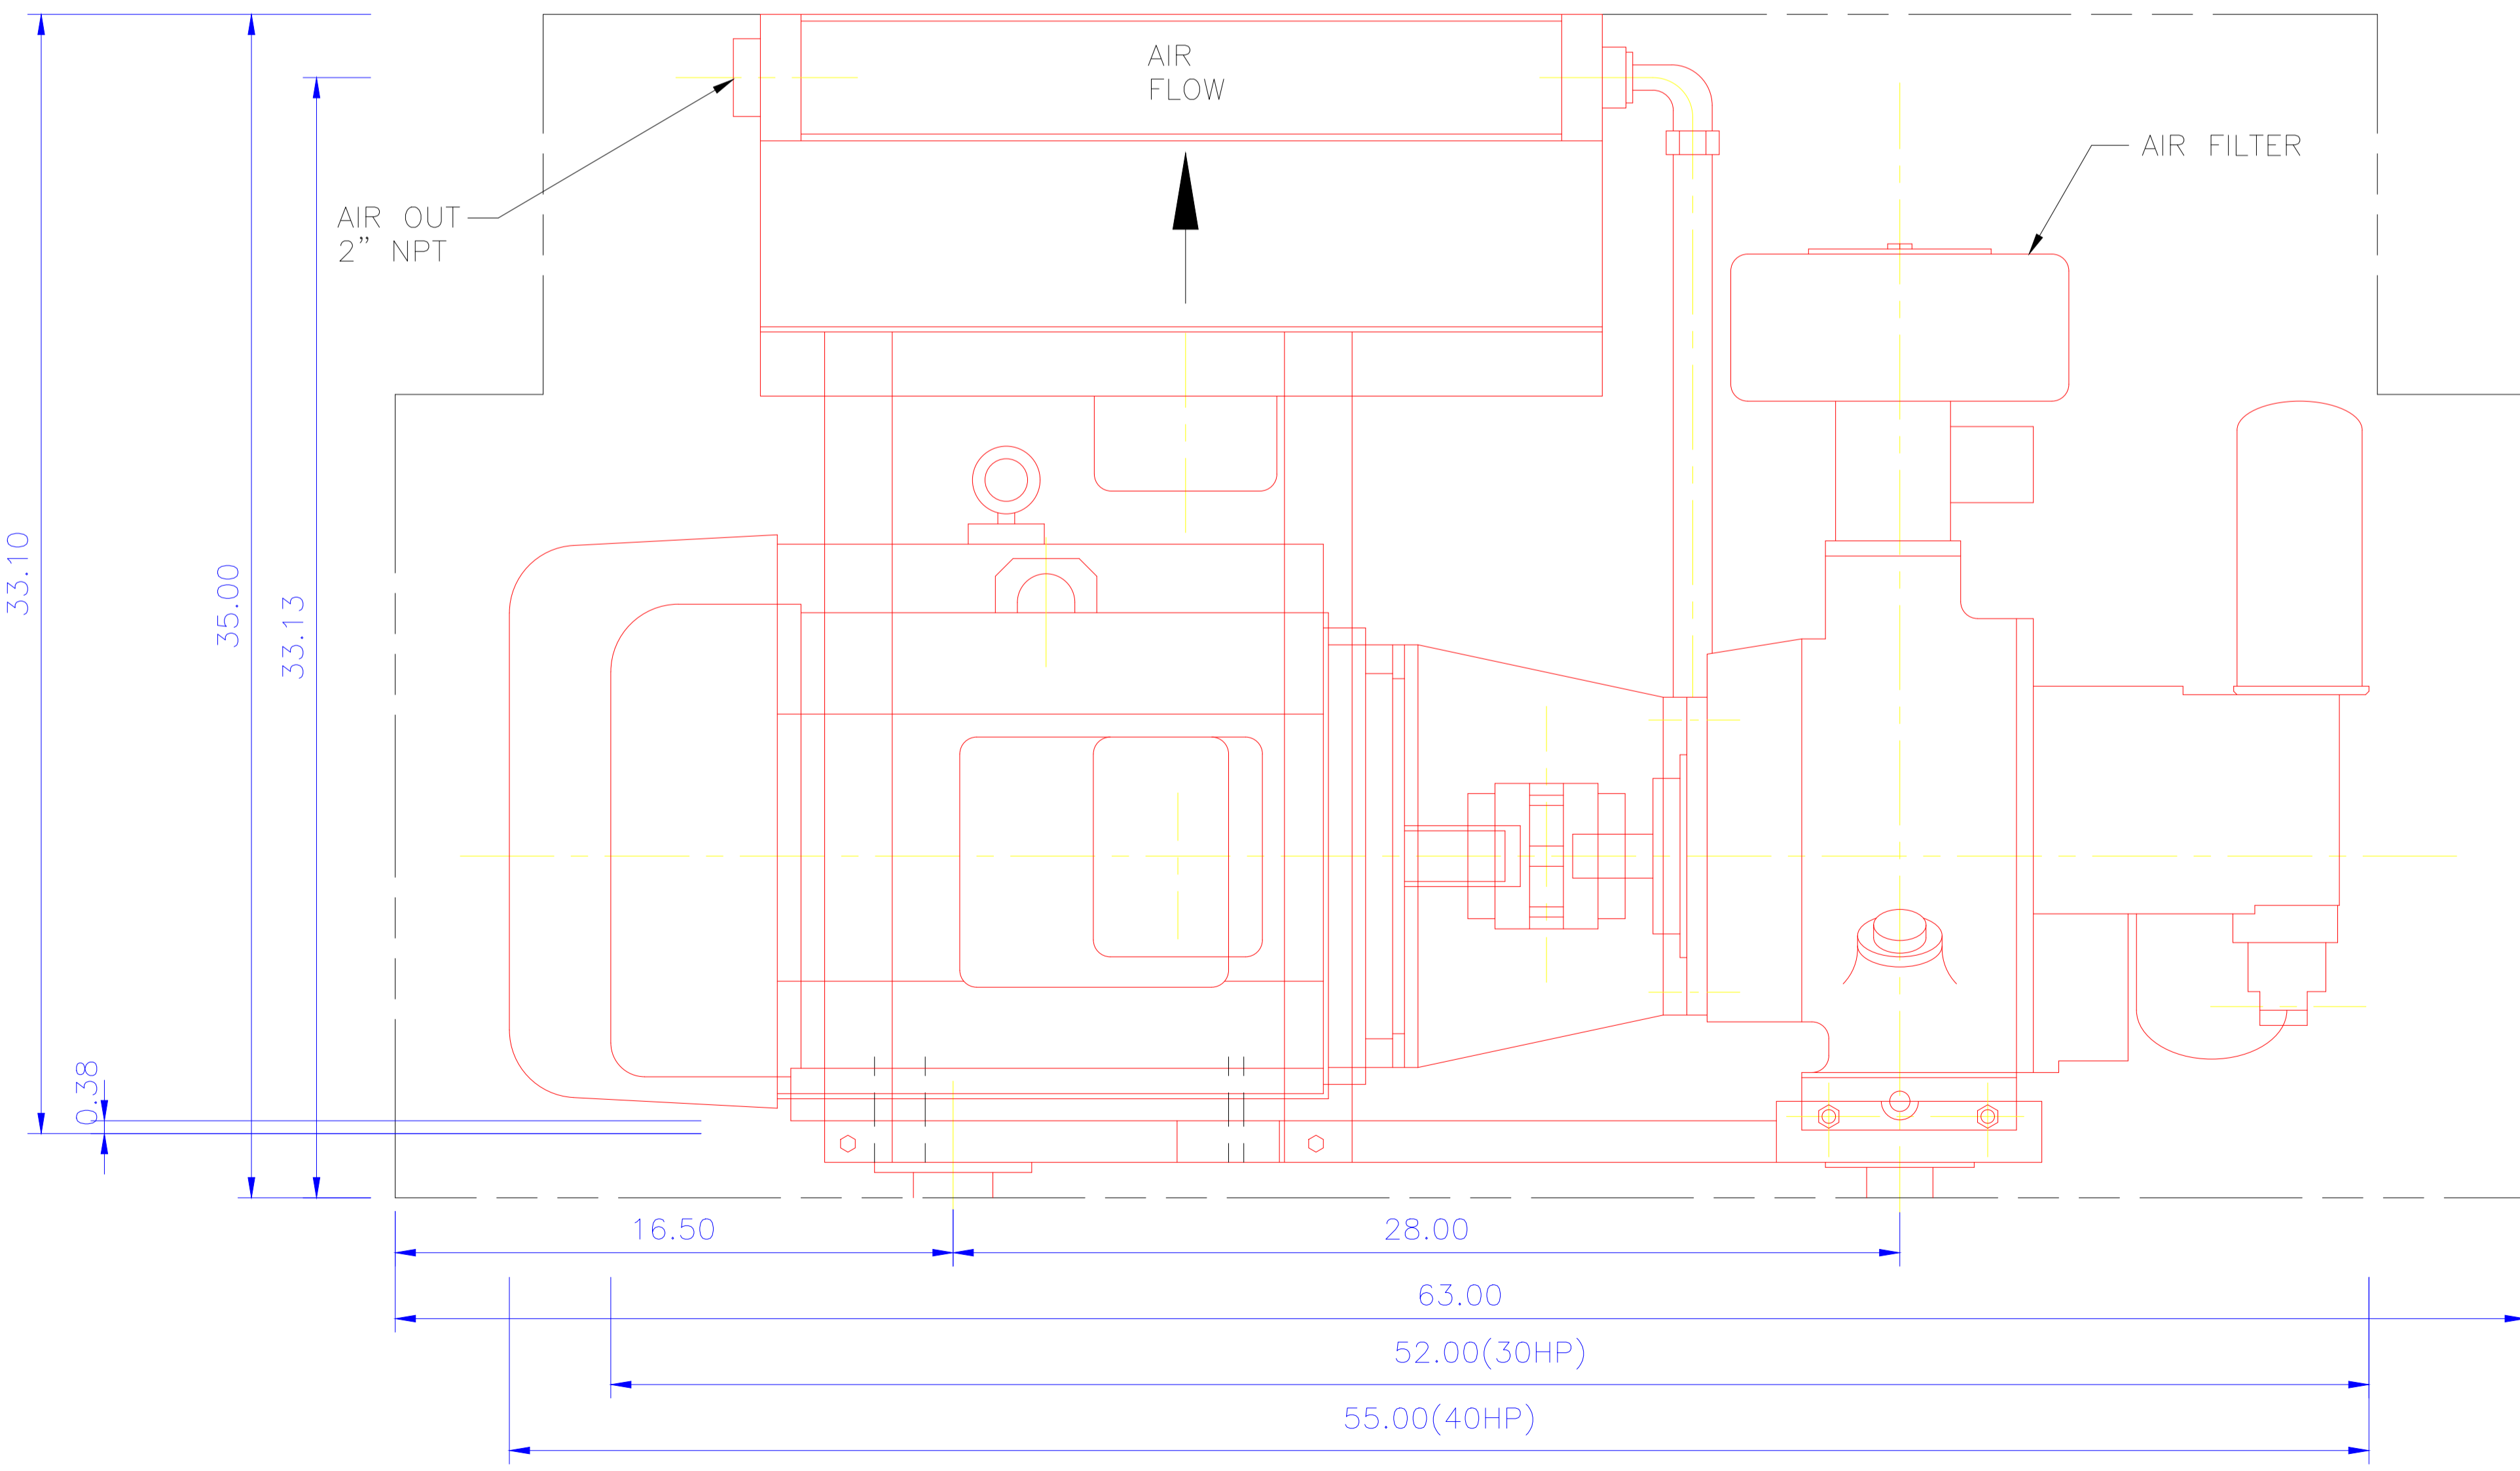 AIR
FLOW
AIR FILTER
AIR OUT
2” NPT
33.10
35.00
33.13
0.38
16.50
28.00
63.00
52.00(30HP)
55.00(40HP)